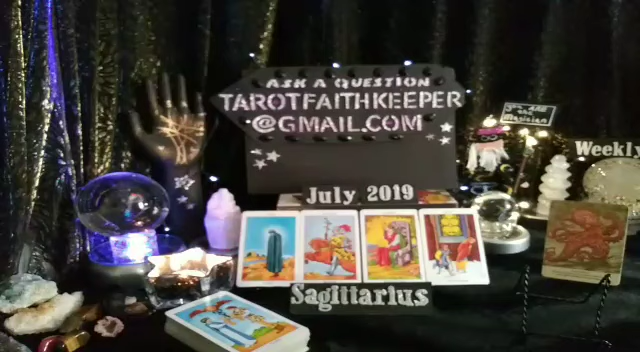 ASK A QUESTION
TAROTFAITHKEEPER
@GMAIL.COM
Weekly
July 2019
Sagittarius